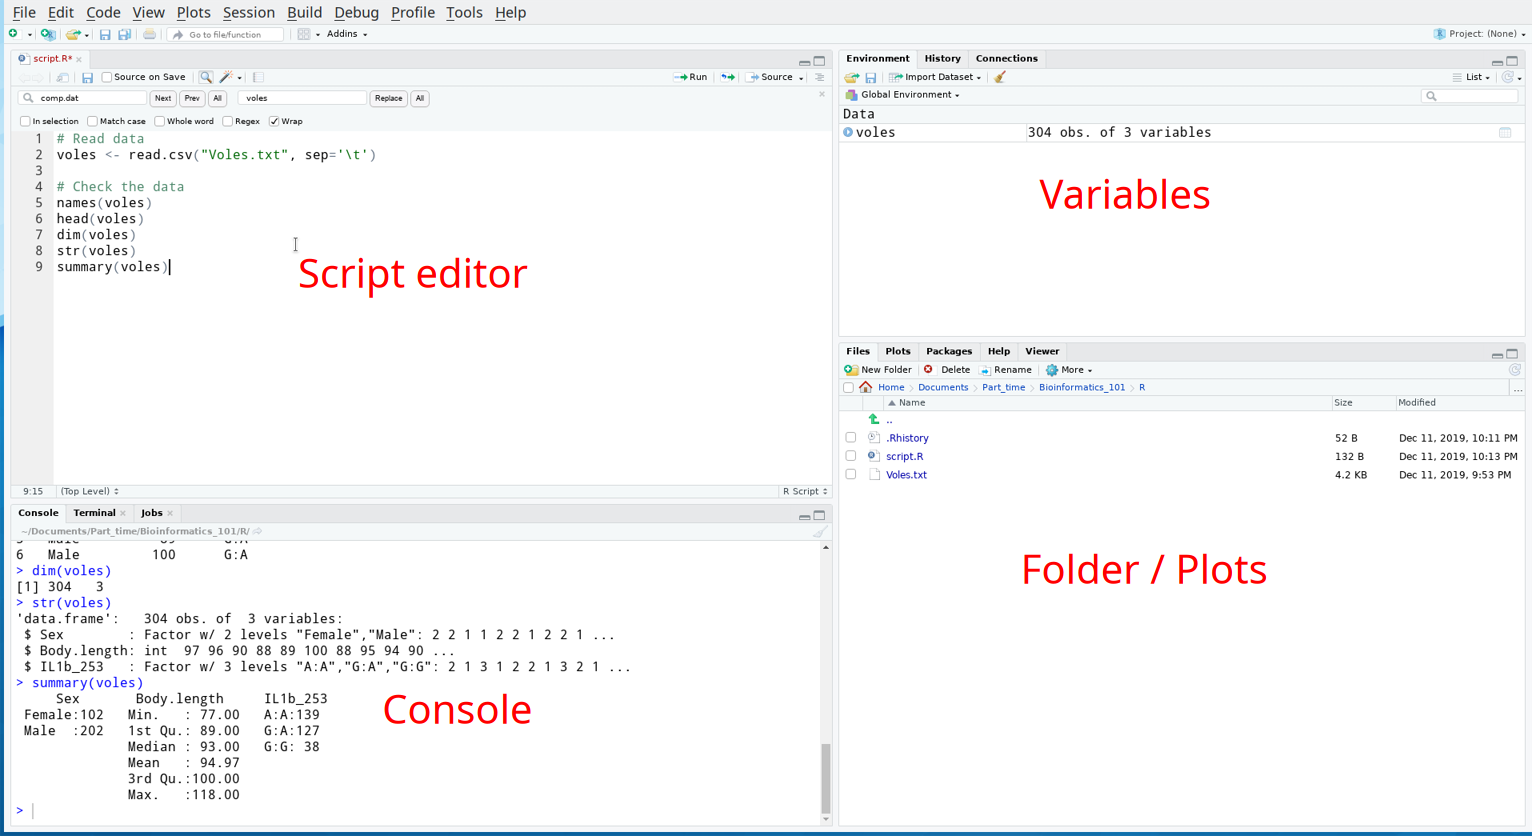 File Edit Code View Plots Session Build Debug Profile Tools Help
Go to file/function Addins Project: (None)
script.R*
Source on Save Run Source
comp.dat Next Prev All voles Replace All
In selection Match case Whole word Regex Wrap
1 # Read data
2 voles <- read.csv("Voles.txt", sep='\t')
3
4 # Check the data
5 names(voles)
6 head(voles)
7 dim(voles)
8 str(voles)
9 summary(voles)
Script editor
9:15 (Top Level) R Script
Console Terminal Jobs
~/Documents/Part_time/Bioinformatics_101/R/
6 Male 100 G:A
> dim(voles)
[1] 304 3
> str(voles)
'data.frame': 304 obs. of 3 variables:
$ Sex : Factor w/ 2 levels "Female","Male": 2 2 1 1 2 2 1 2 2 1 ...
$ Body.length: int 97 96 90 88 89 100 88 95 94 90 ...
$ IL1b_253 : Factor w/ 3 levels "A:A","G:A","G:G": 2 1 3 1 2 2 1 3 2 1 ...
> summary(voles)
Sex Body.length IL1b_253
Female:102 Min. : 77.00 A:A:139
Male :202 1st Qu.: 89.00 G:A:127
Median : 93.00 G:G: 38
Mean : 94.97
3rd Qu.:100.00
Max. :118.00
>
Console
Environment History Connections
Import Dataset List
Global Environment
Data
voles 304 obs. of 3 variables
Variables
Files Plots Packages Help Viewer
New Folder Delete Rename More
Home Documents Part_time Bioinformatics_101 R ...
Name Size Modified
..
.Rhistory 52 B Dec 11, 2019, 10:11 PM
script.R 132 B Dec 11, 2019, 10:13 PM
Voles.txt 4.2 KB Dec 11, 2019, 9:53 PM
Folder / Plots